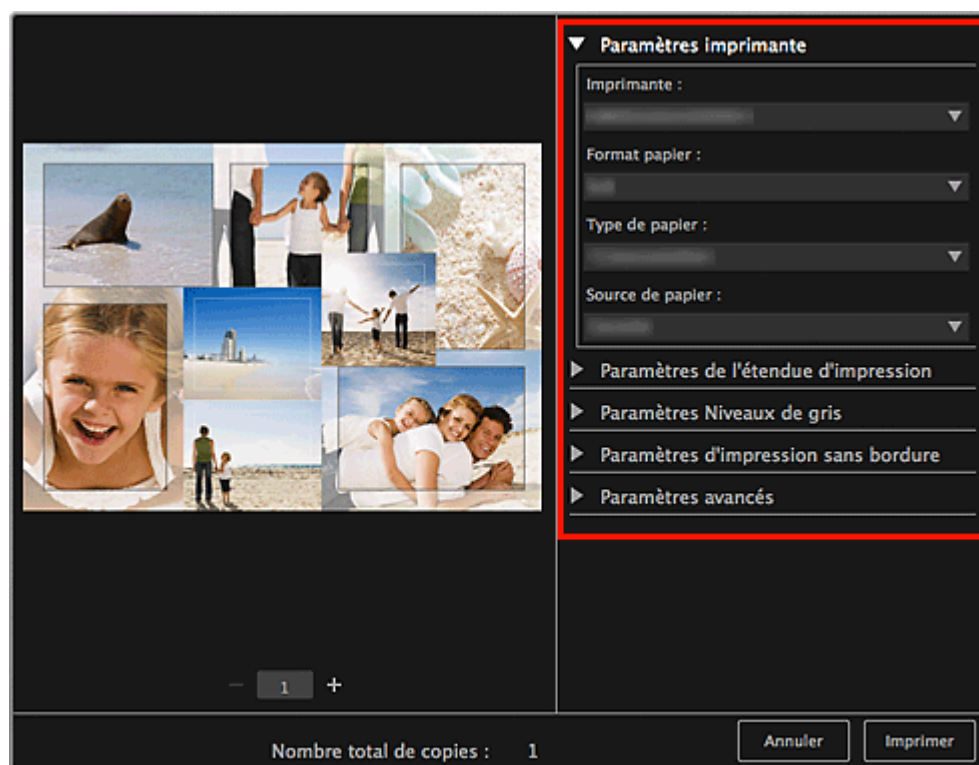 Paramètres imprimante
Imprimante :
Format papier :
Type de papier :
Source de papier :
Paramètres de l'étendue d'impression
Paramètres Niveaux de gris
Paramètres d'impression sans bordure
Paramètres avancés
1
Nombre total de copies : 1
Annuler
Imprimer